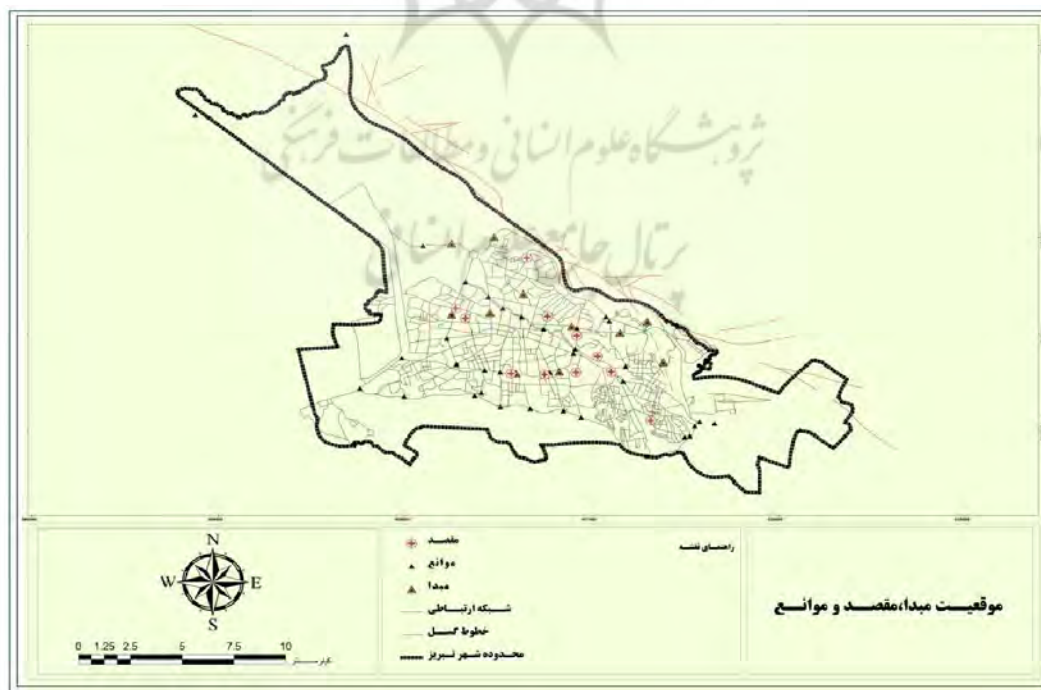 پژوهشگاه علوم انسانی و مطالعات فرهنگی
پرتال جامع علوم انسانی
موقعیت مبدا،مقصد و موانع
راهنمای نقشه
مقصد
موانع
مبدا
شبکه ارتباطی
خطوط گسل
محدوده شهر تبریز
N
W E
S
0 1.25 2.5 5 7.5 10
کیلومتر